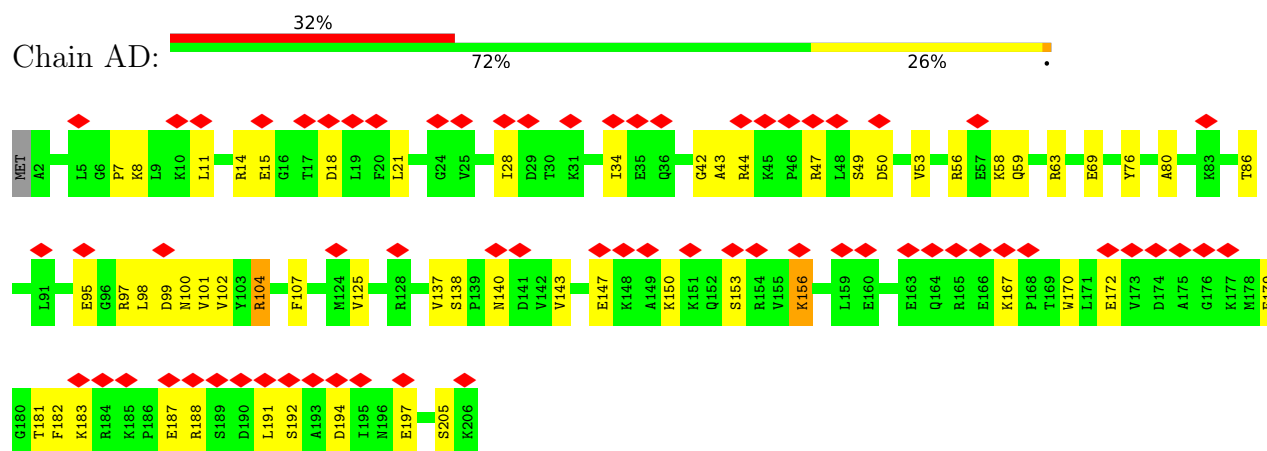 32%
Chain AD:
72% 26% •
MET A2 L5 G6 P7 K8 L9 K10 L11 R14 E15 G16 T17 D18 L19 F20 L21 G24 V25 I28 D29 T30 K31 I34 E35 Q36 G42 A43 R44 K45 P46 R47 L48 S49 D50 V53 R56 E57 K58 Q59 R63 E69 Y76 A80 K83 T86
L91 E95 G96 R97 L98 D99 N100 V101 V102 Y103 R104 F107 M124 V125 R128 V137 S138 P139 N140 D141 V142 V143 E147 K148 A149 K150 K151 Q152 S153 R154 V155 K156 L159 E160 E163 Q164 R165 E166 K167 P168 T169 W170 L171 E172 V173 D174 A175 G176 K177 M178 E179
G180 T181 F182 K183 R184 K185 P186 E187 R188 S189 D190 L191 S192 A193 D194 I195 N196 E197 S205 K206